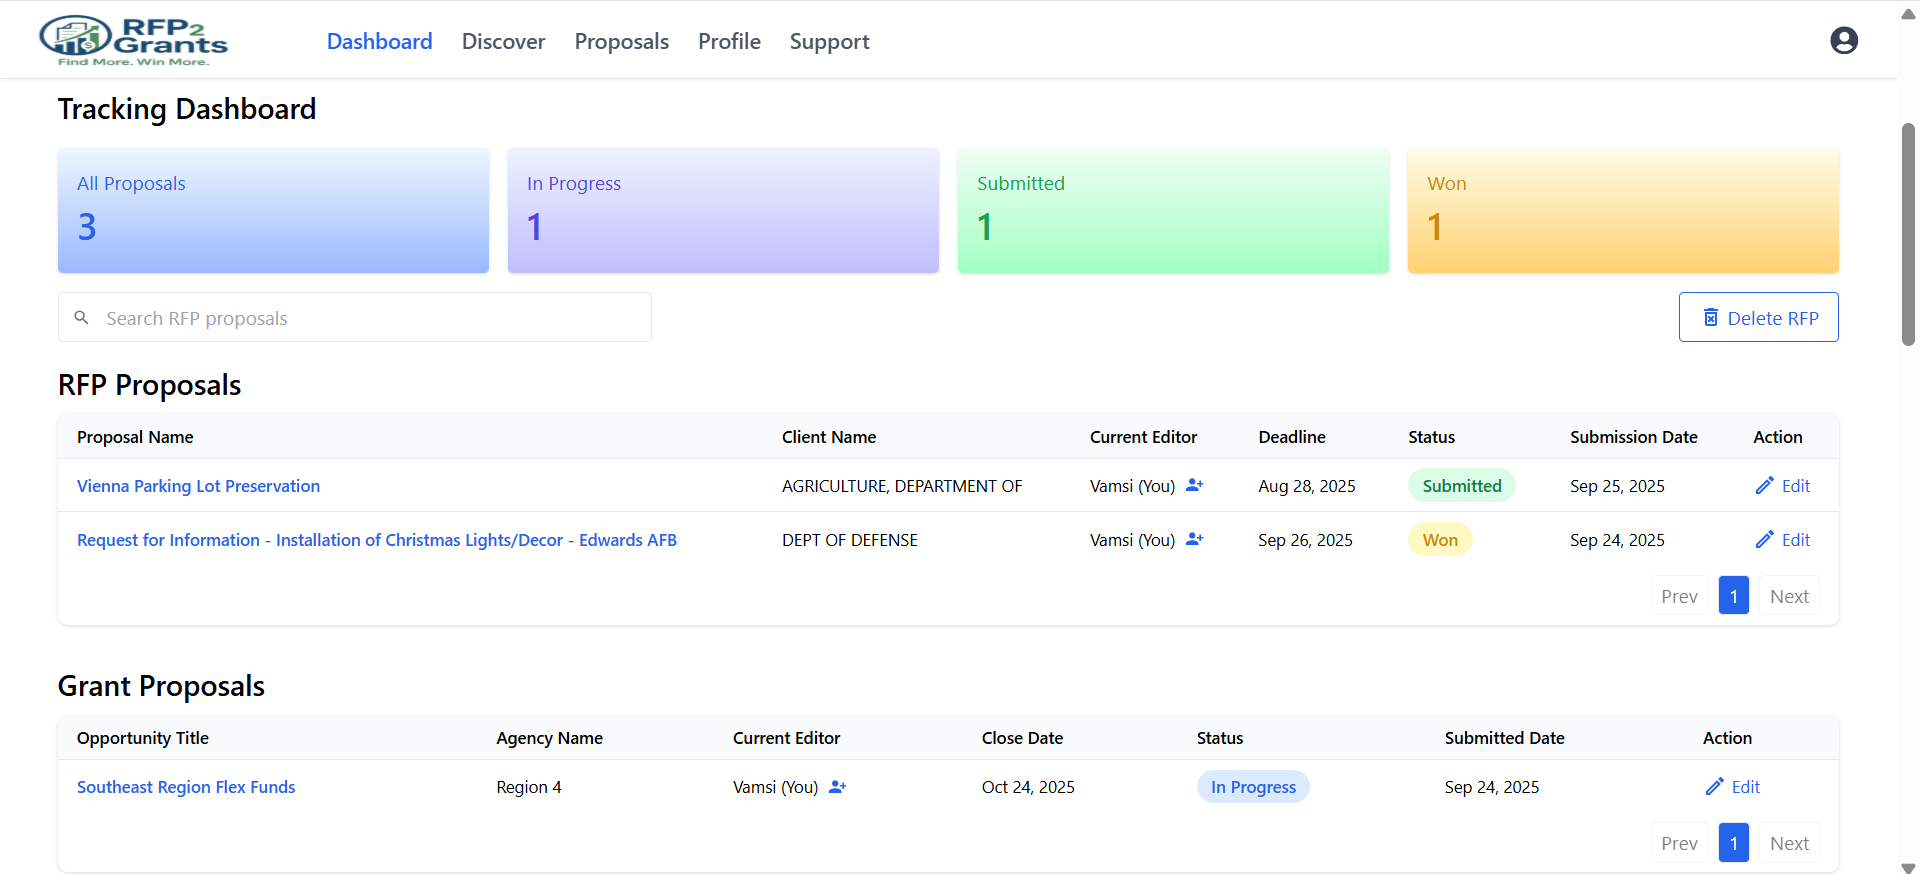 RFP2
Grants
Find More. Win More.
Dashboard Discover Proposals Profile Support
Tracking Dashboard
All Proposals
3
In Progress
1
Submitted
1
Won
1
Search RFP proposals
Delete RFP
RFP Proposals
Proposal Name Client Name Current Editor Deadline Status Submission Date Action
Vienna Parking Lot Preservation AGRICULTURE, DEPARTMENT OF Vamsi (You) Aug 28, 2025 Submitted Sep 25, 2025 Edit
Request for Information - Installation of Christmas Lights/Decor - Edwards AFB DEPT OF DEFENSE Vamsi (You) Sep 26, 2025 Won Sep 24, 2025 Edit
Prev 1 Next
Grant Proposals
Opportunity Title Agency Name Current Editor Close Date Status Submitted Date Action
Southeast Region Flex Funds Region 4 Vamsi (You) Oct 24, 2025 In Progress Sep 24, 2025 Edit
Prev 1 Next